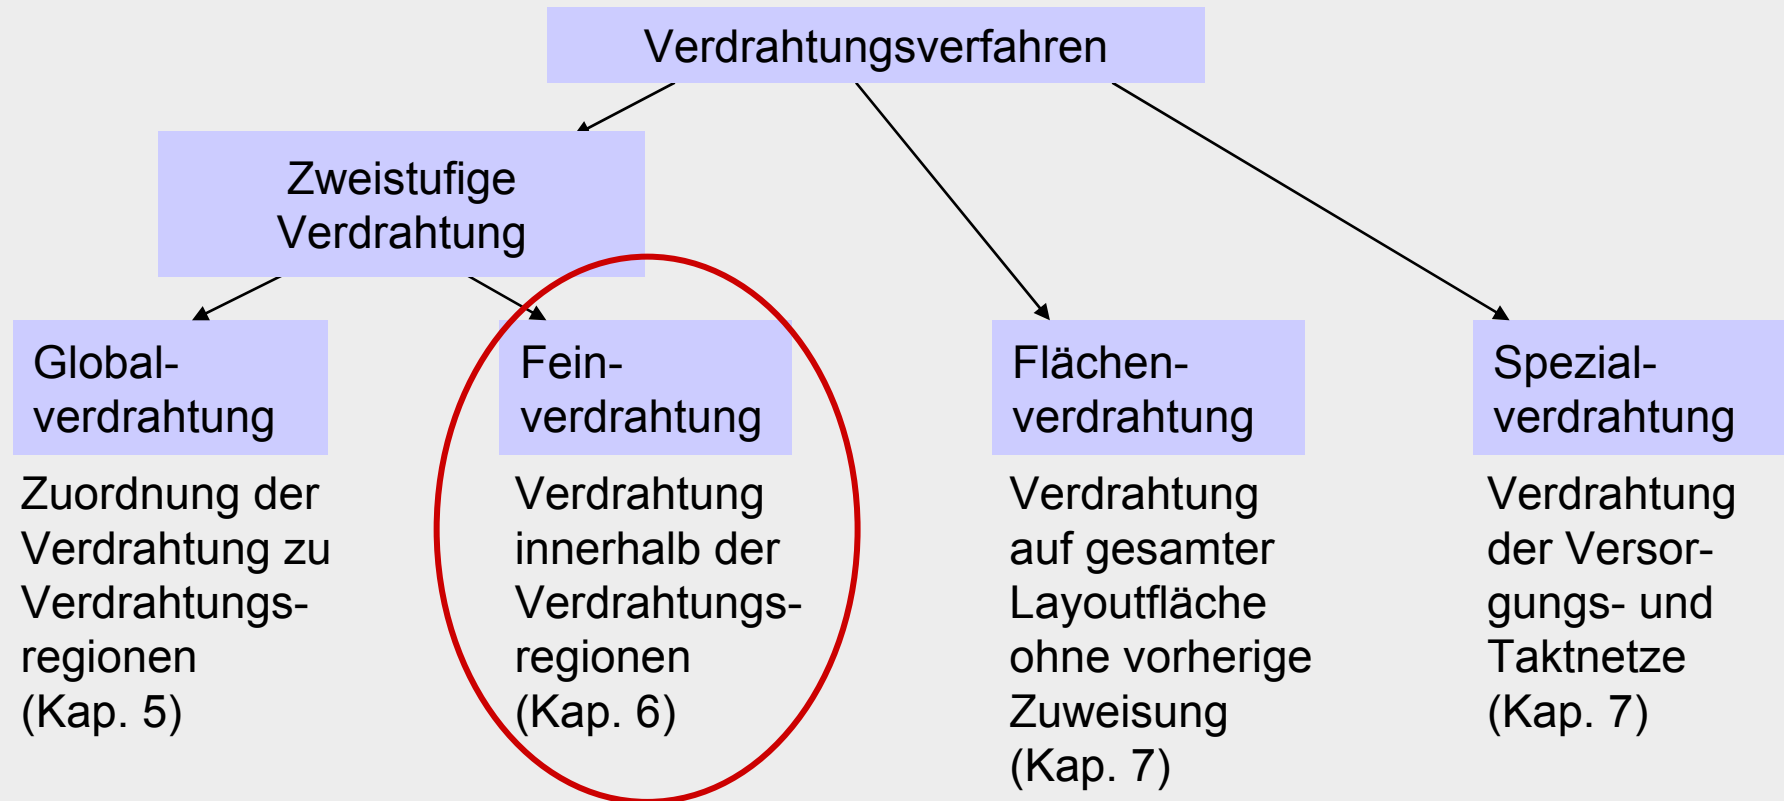 Verdrahtungsverfahren
Zweistufige
Verdrahtung
Global-
verdrahtung
Zuordnung der
Verdrahtung zu
Verdrahtungs-
regionen
(Kap. 5)
Fein-
verdrahtung
Verdrahtung
innerhalb der
Verdrahtungs-
regionen
(Kap. 6)
Flächen-
verdrahtung
Verdrahtung
auf gesamter
Layoutfläche
ohne vorherige
Zuweisung
(Kap. 7)
Spezial-
verdrahtung
Verdrahtung
der Versor-
gungs- und
Taktnetze
(Kap. 7)